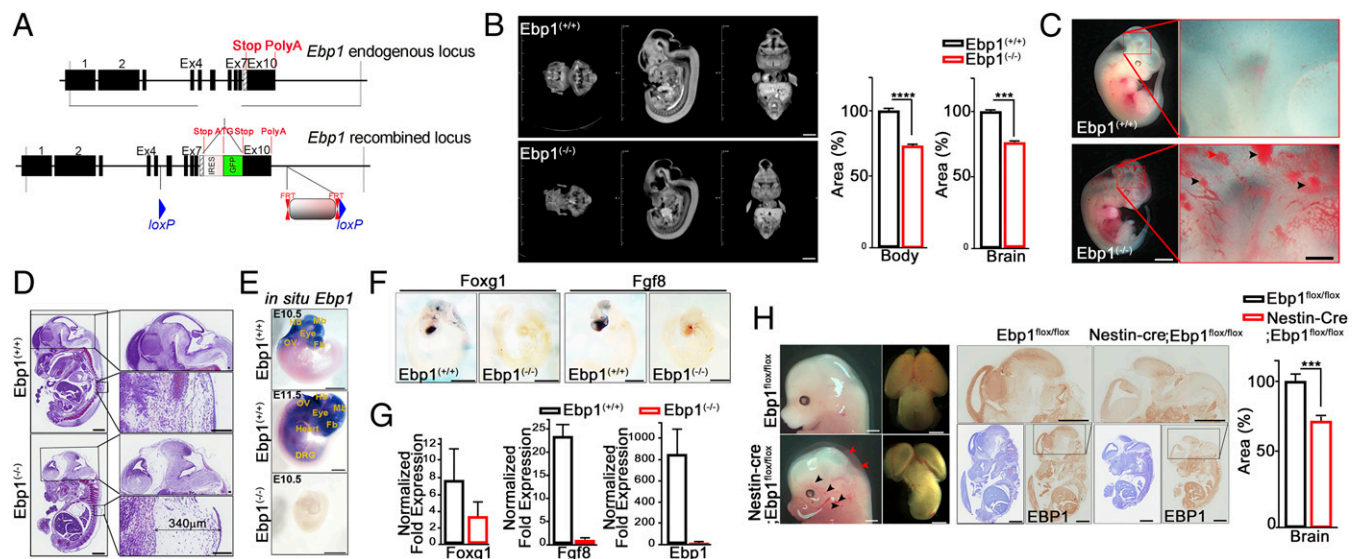 A
Stop PolyA
Ebp1 endogenous locus
1 2 Ex4 Ex7 Ex10
Ebp1 recombined locus
Stop ATG Stop PolyA
1 2 Ex4 Ex7 Ex10
IRES
GFP
FRT FRT
loxP loxP
B
Ebp1(+/+)
Ebp1(-/-)
Ebp1(+/+)
Ebp1(-/-)
****
100
50
0
Area (%)
Body
***
100
50
0
Area (%)
Brain
C
Ebp1(+/+)
Ebp1(-/-)
D
Ebp1(+/+)
Ebp1(-/-)
340μm
E
in situ Ebp1
E10.5
Hb Mb
Eye
OV Fb
Ebp1(+/+)
E11.5
Hb
OV Mb
Eye
Fb
Heart
DRG
Ebp1(+/+)
E10.5
Ebp1(-/-)
F
Foxg1 Fgf8
Ebp1(+/+) Ebp1(-/-) Ebp1(+/+) Ebp1(-/-)
G
Ebp1(+/+) Ebp1(-/-)
Normalized
Fold Expression
12
10
8
6
4
2
0
Foxg1
Normalized
Fold Expression
25
20
15
10
5
0
Fgf8
Normalized
Fold Expression
1000
800
600
400
200
0
Ebp1
H
Ebp1flox/flox
Nestin-cre
;Ebp1flox/flox
Ebp1flox/flox Nestin-cre;Ebp1flox/flox
EBP1 EBP1
Ebp1flox/flox
Nestin-Cre
;Ebp1flox/flox
***
100
50
0
Area (%)
Brain